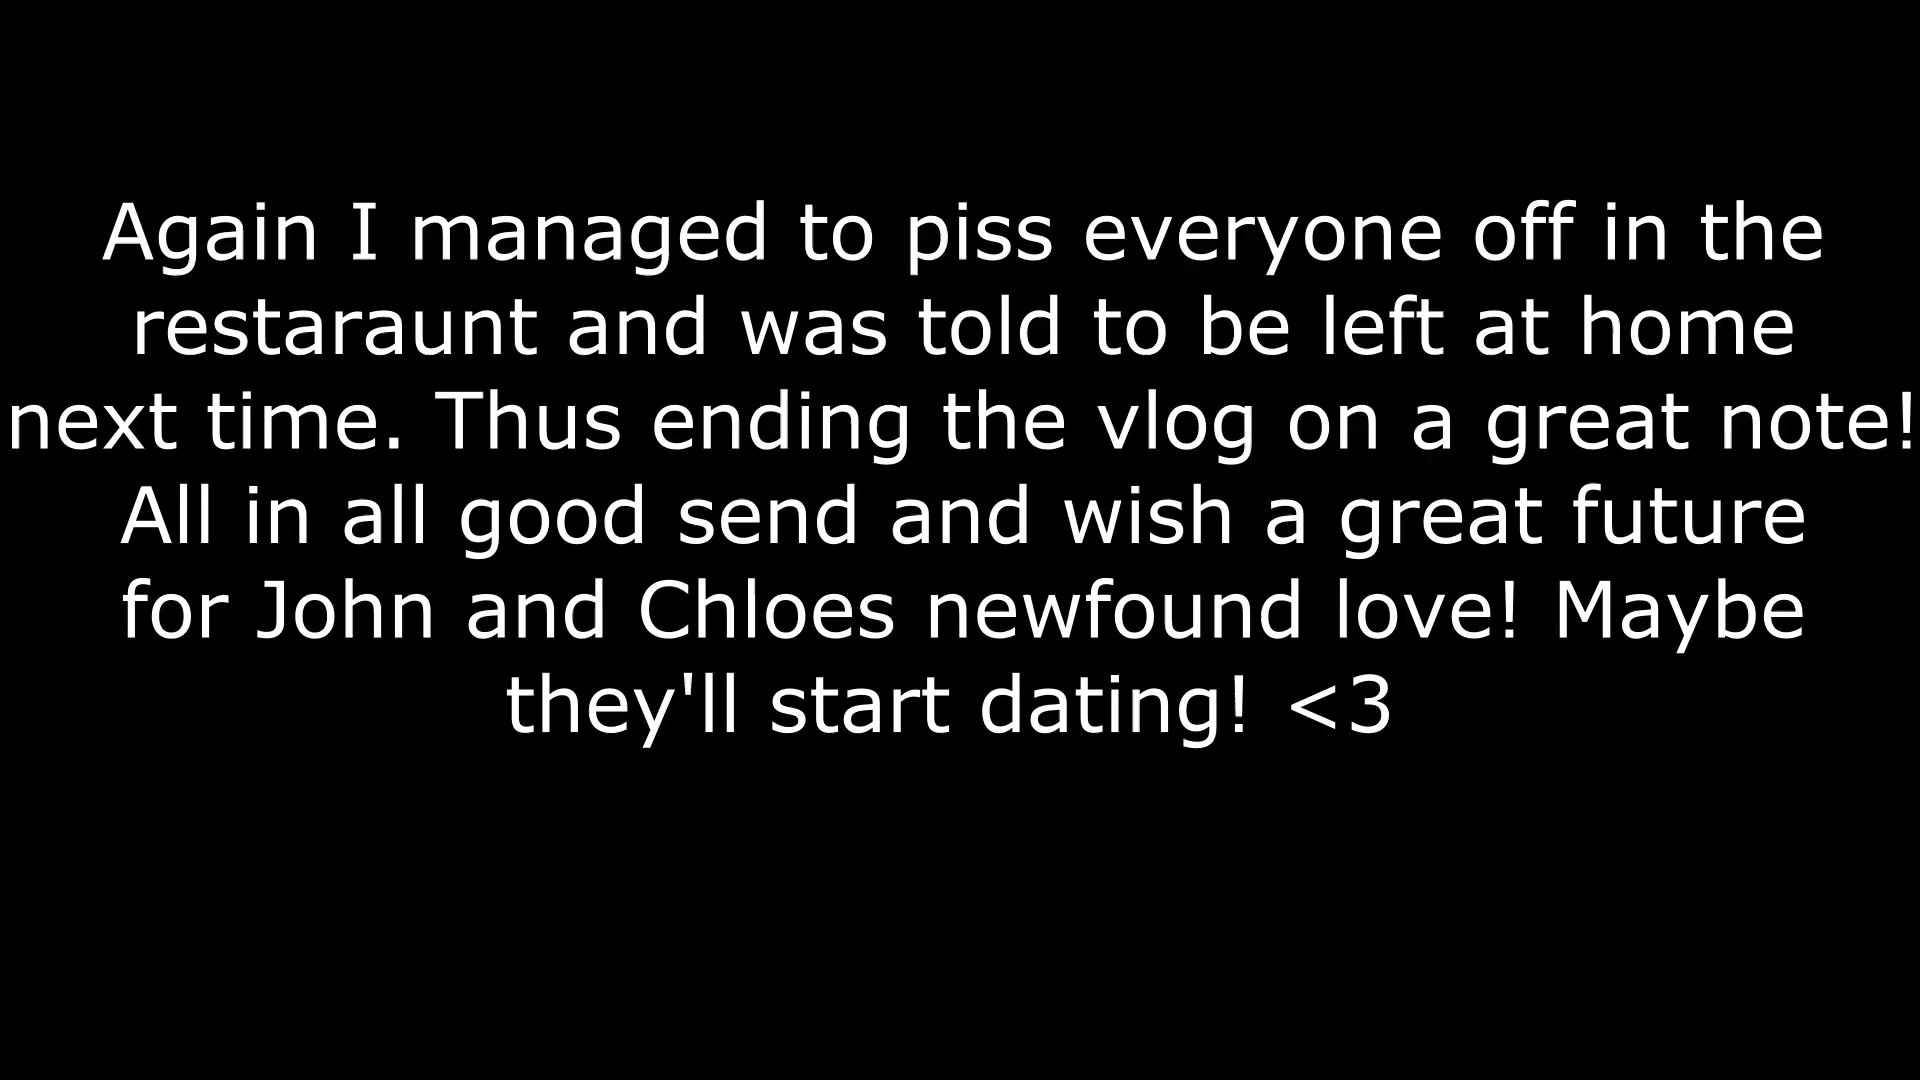 Again I managed to piss everyone off in the
restaraunt and was told to be left at home
next time. Thus ending the vlog on a great note!
All in all good send and wish a great future
for John and Chloes newfound love! Maybe
they'll start dating! <3